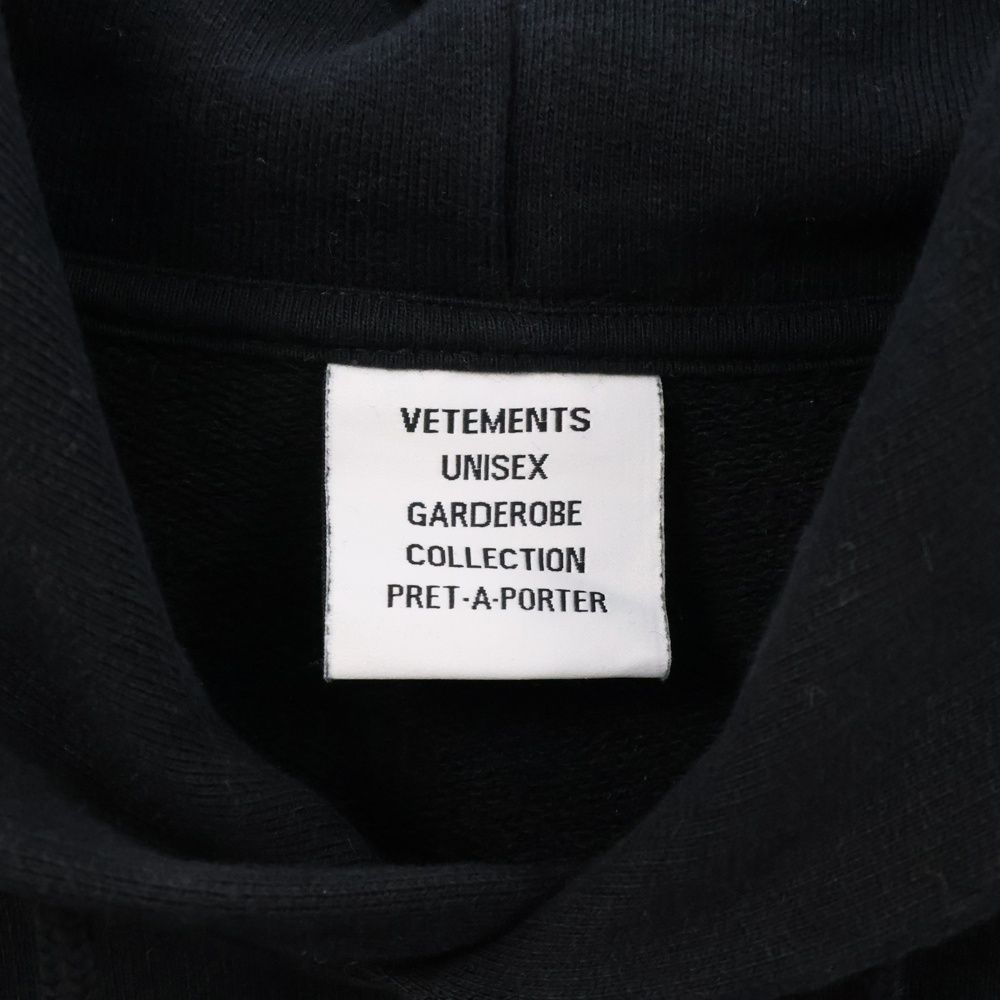 VETEMENTS
UNISEX
GARDEROBE
COLLECTION
PRET-A-PORTER